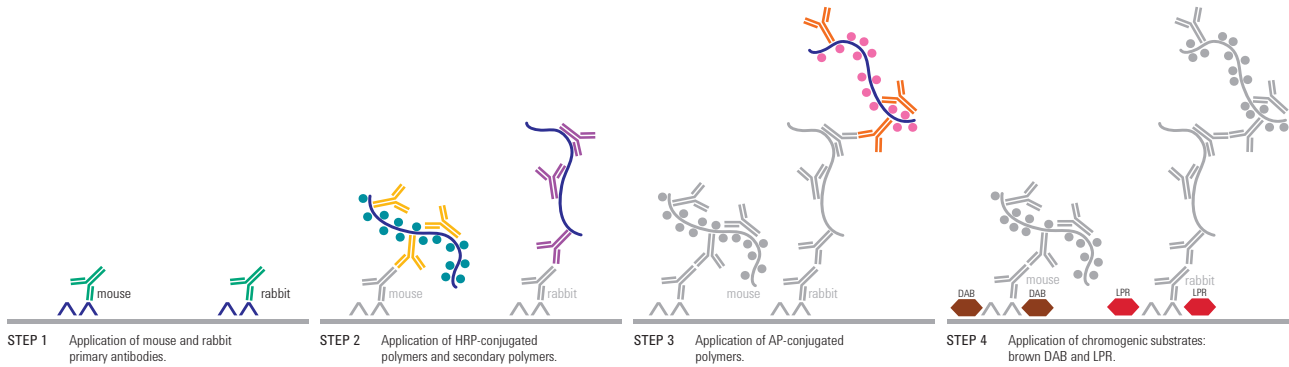 mouse
rabbit
STEP 1
Application of mouse and rabbit
primary antibodies.
mouse
rabbit
STEP 2
Application of HRP-conjugated
polymers and secondary polymers.
mouse
rabbit
STEP 3
Application of AP-conjugated
polymers.
mouse
rabbit
DAB
DAB
LPR
LPR
STEP 4
Application of chromogenic substrates:
brown DAB and LPR.